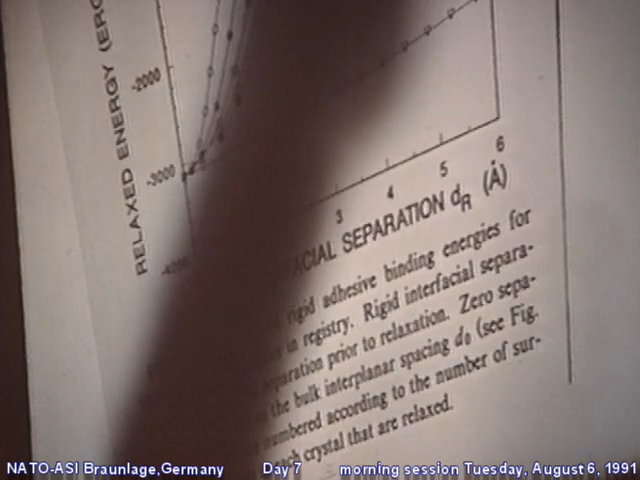 RELAXED ENERGY (ERG
-2000
-3000
-4000
3 4 5 6
FACIAL SEPARATION dR (Å)
rigid adhesive binding energies for
in registry. Rigid interfacial separa-
paration prior to relaxation. Zero sepa-
the bulk interplanar spacing d0 (see Fig.
numbered according to the number of sur-
each crystal that are relaxed.
NATO-ASI Braunlage,Germany Day 7 morning session Tuesday, August 6, 1991